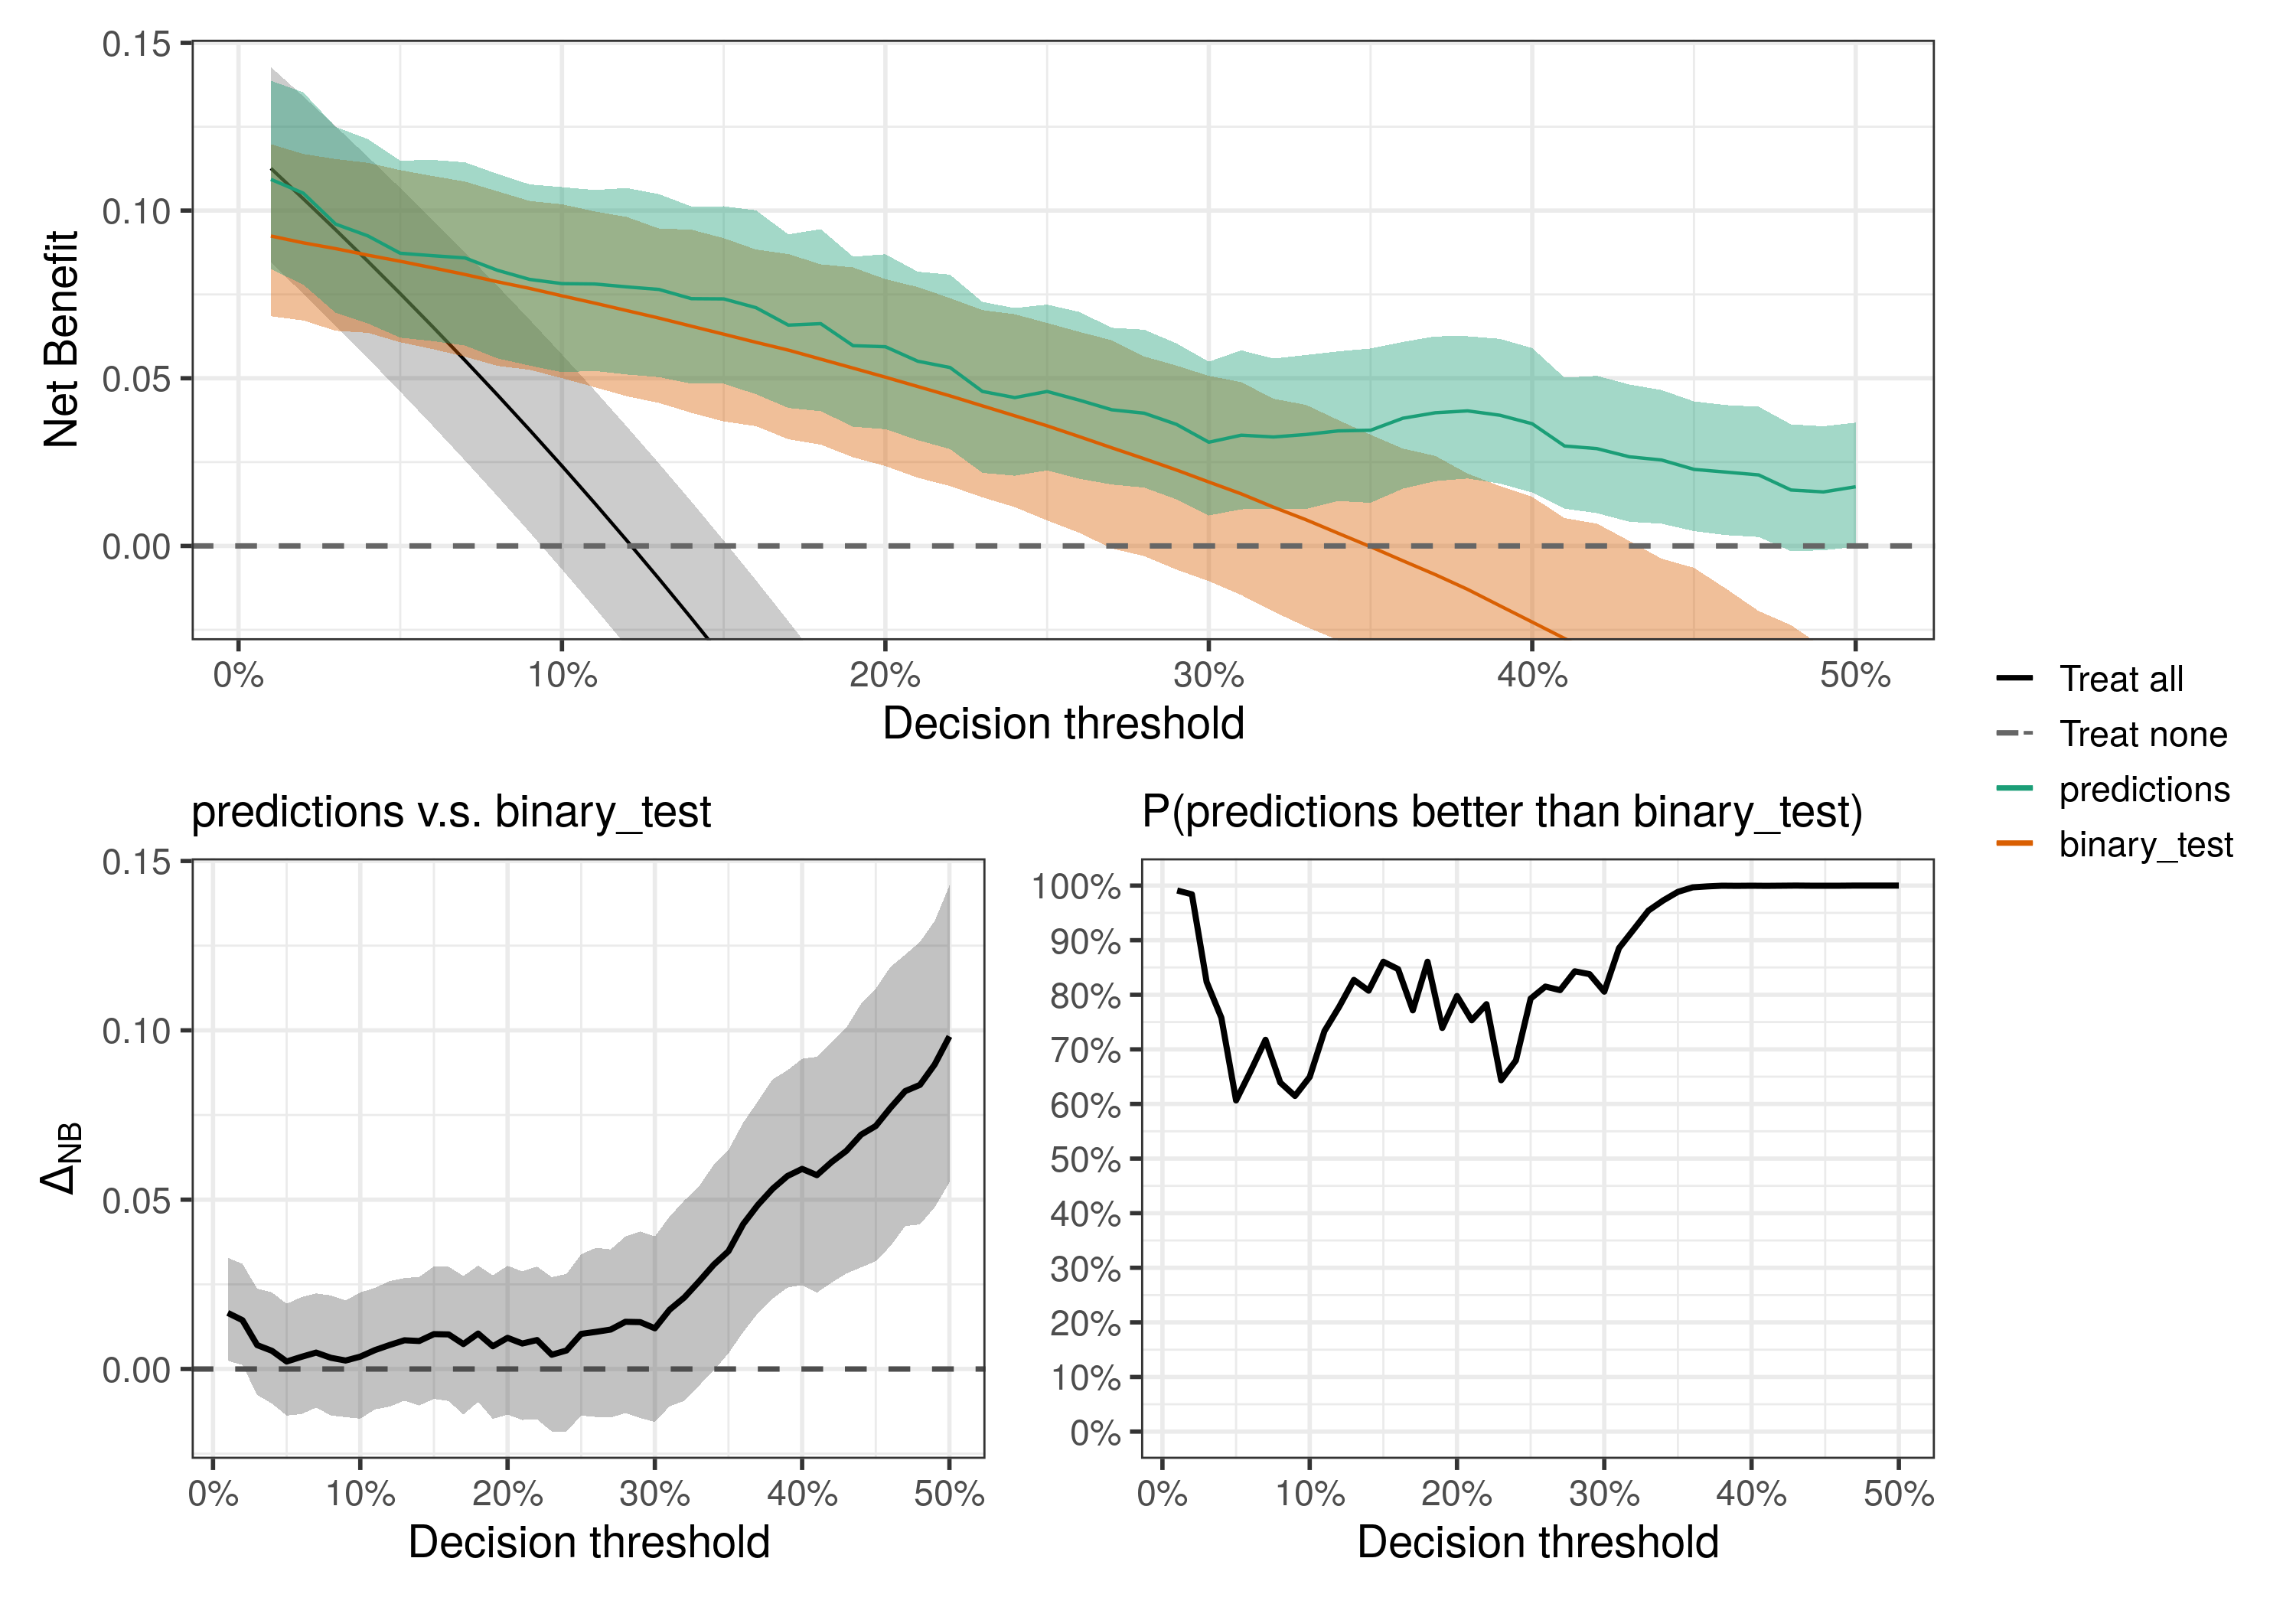 Net Benefit
0.15
0.10
0.05
0.00
0% 10% 20% 30% 40% 50%
Decision threshold
Treat all
Treat none
predictions
binary_test
predictions v.s. binary_test
ΔNB
0.15
0.10
0.05
0.00
0% 10% 20% 30% 40% 50%
Decision threshold
P(predictions better than binary_test)
100%
90%
80%
70%
60%
50%
40%
30%
20%
10%
0%
0% 10% 20% 30% 40% 50%
Decision threshold